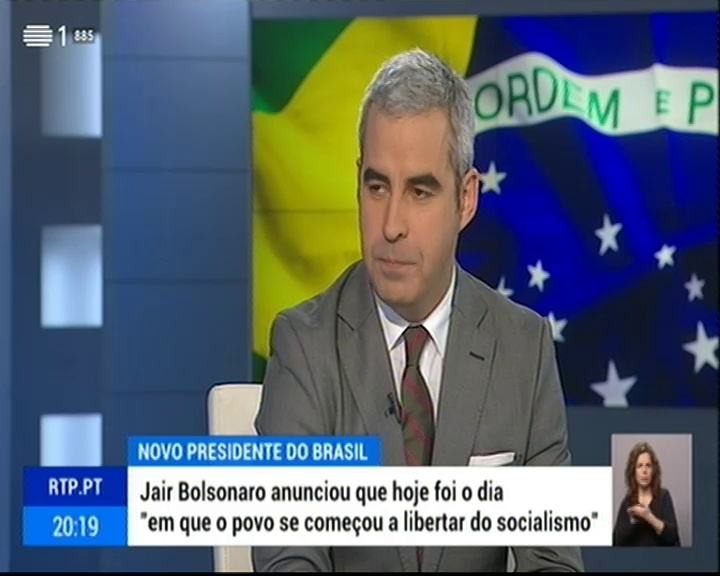 1
885
ORDEM E P
NOVO PRESIDENTE DO BRASIL
RTP.PT
Jair Bolsonaro anunciou que hoje foi o dia
20:19
"em que o povo se começou a libertar do socialismo"